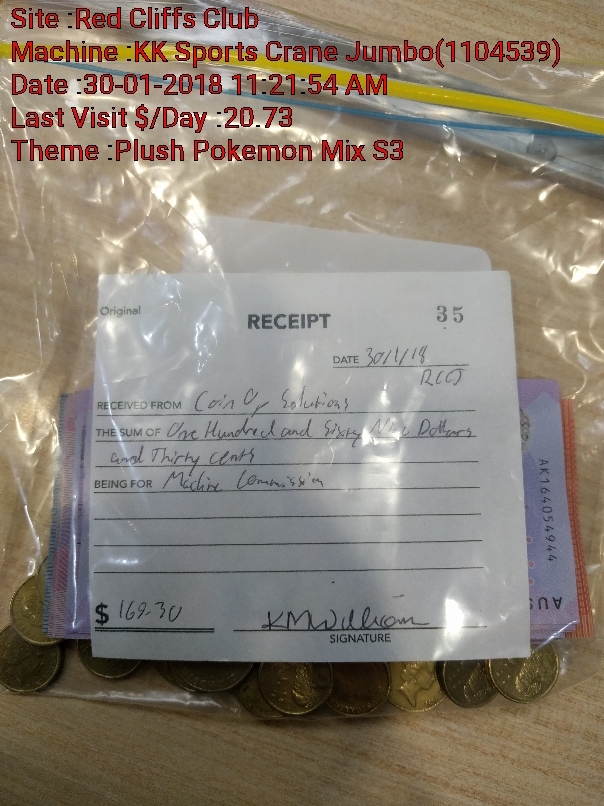 Site :Red Cliffs Club
Machine :KK Sports Crane Jumbo(1104539)
Date :30-01-2018 11:21:54 AM
Last Visit $/Day :20.73
Theme :Plush Pokemon Mix S3
Original
RECEIPT
35
DATE 30/1/18
RECEIVED FROM Coin Op Solutions
THE SUM OF One Hundred and Sixty Nine Dollars
and Thirty cents
BEING FOR Machine Commission
$ 169-30
SIGNATURE
AK164054944
AUS